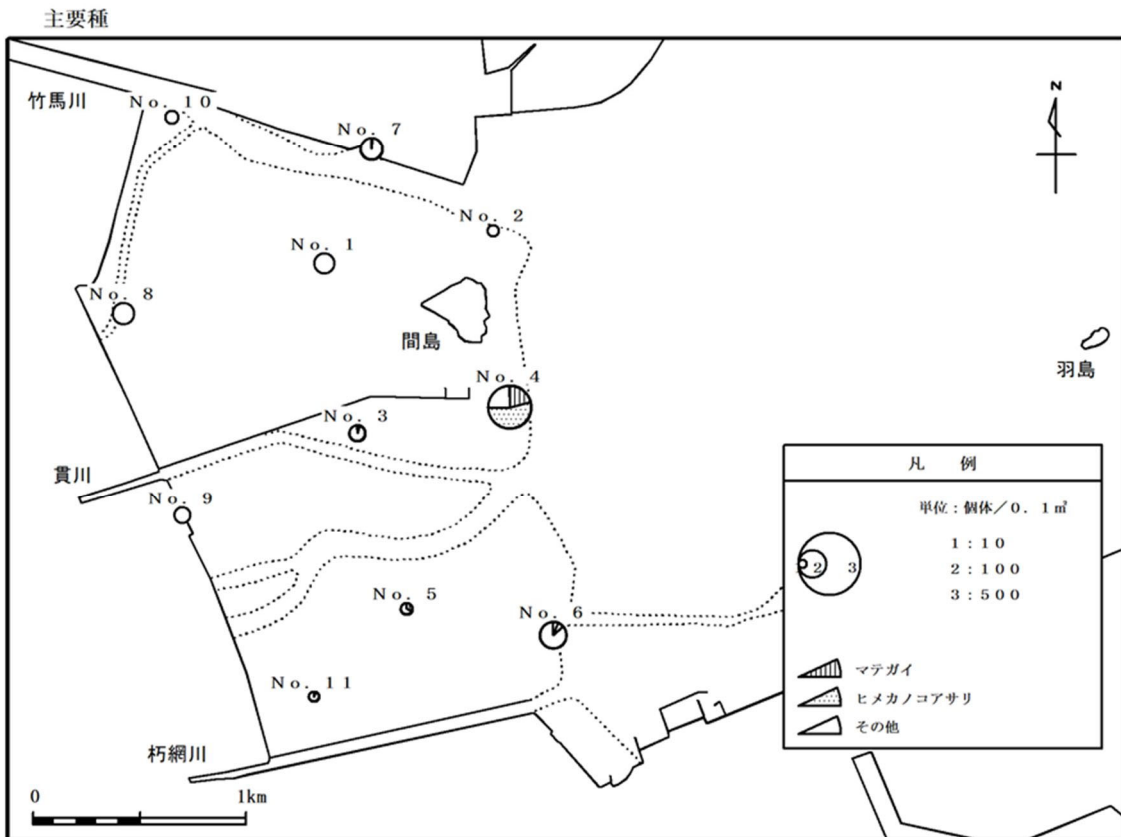 主要種
N
竹馬川
No. 10
No. 7
No. 2
No. 1
No. 8
間島
羽島
No. 4
No. 3
貫川
No. 9
No. 5
No. 6
No. 11
朽網川
0 1km
凡 例
単位:個体/0.1㎡
1 2 3
1:10
2:100
3:500
マテガイ
ヒメカノコアサリ
その他